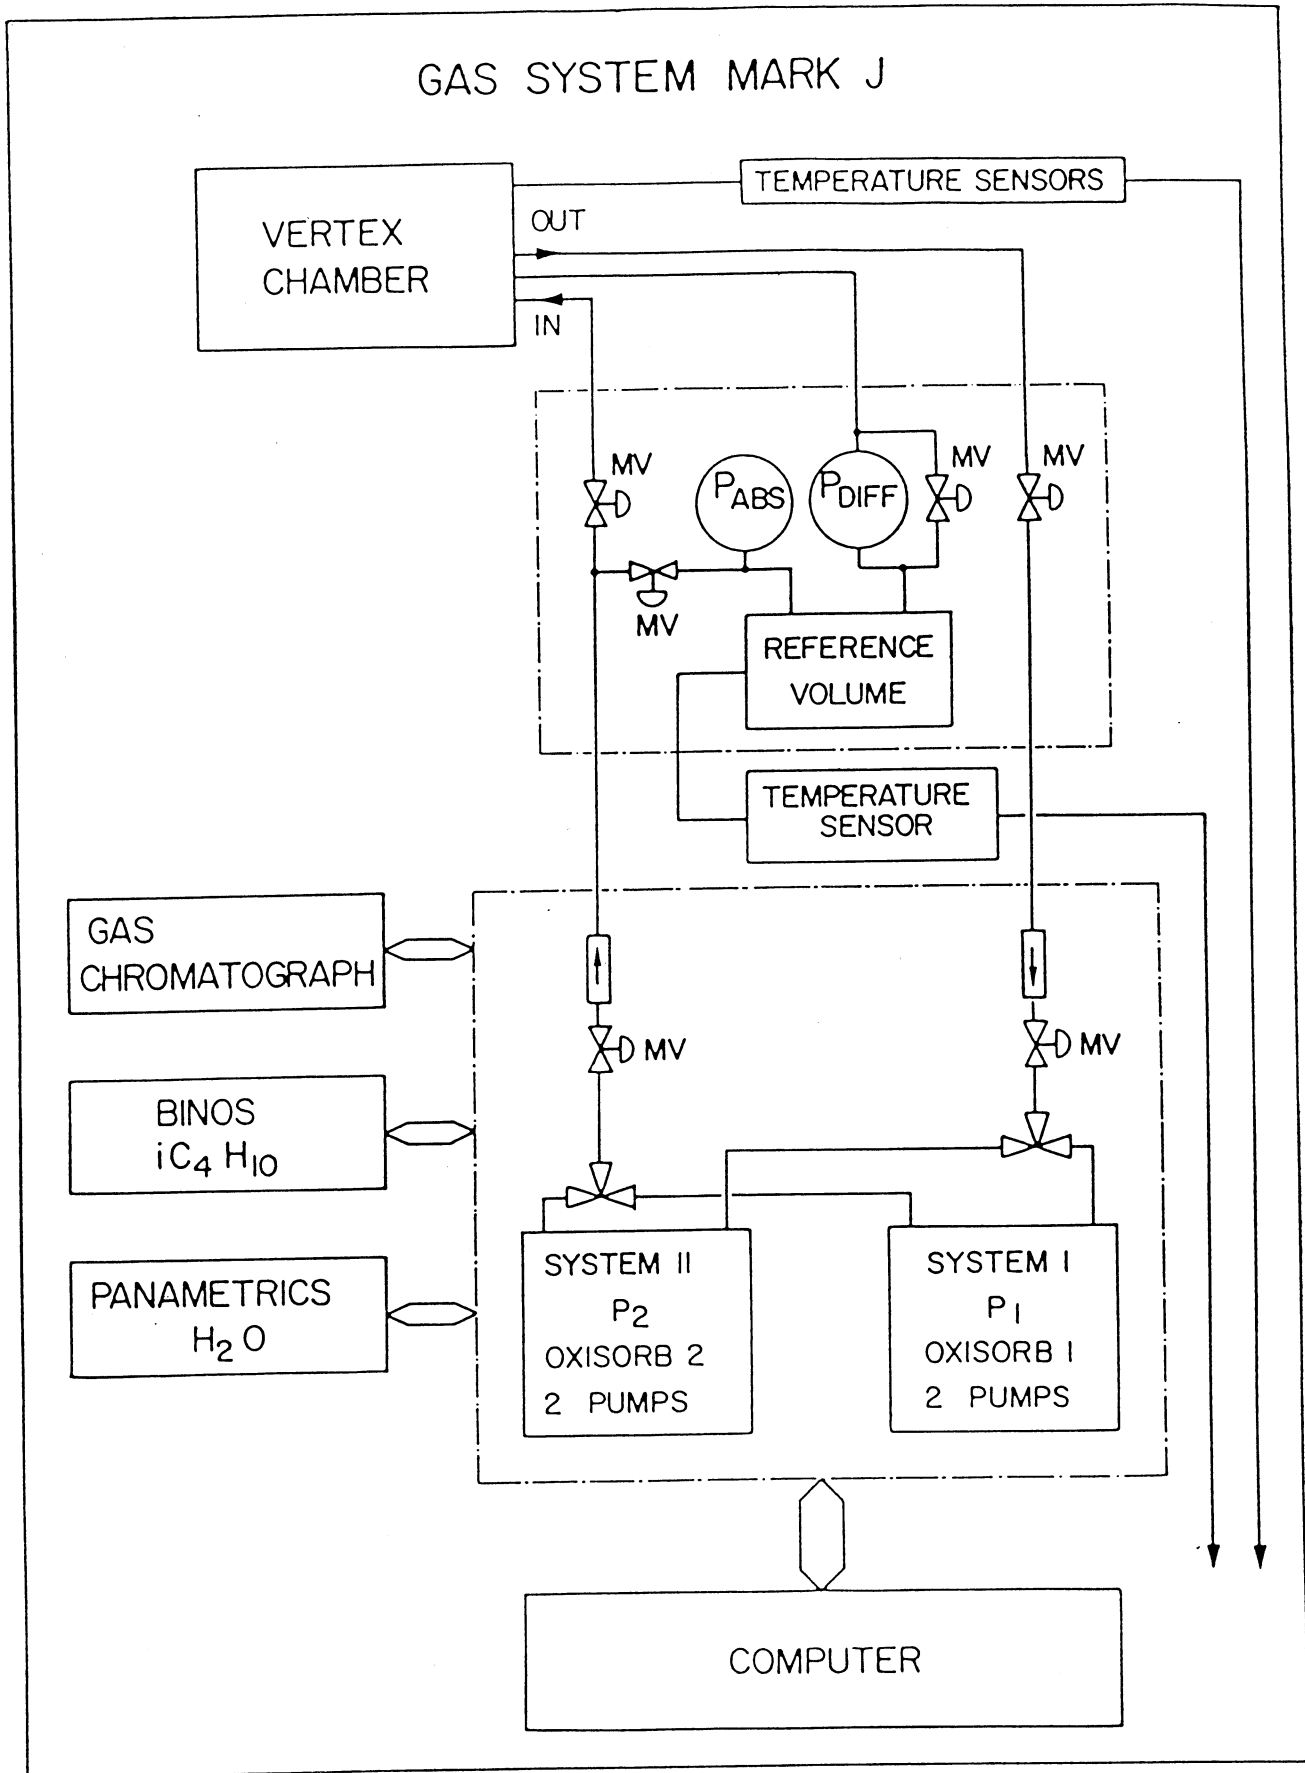 GAS SYSTEM MARK J
TEMPERATURE SENSORS
VERTEX
CHAMBER
OUT
IN
MV
PABS
PDIFF
MV
MV
MV
REFERENCE
VOLUME
TEMPERATURE
SENSOR
GAS
CHROMATOGRAPH
MV
MV
BINOS
iC4 H10
PANAMETRICS
H2O
SYSTEM II
P2
OXISORB 2
2 PUMPS
SYSTEM I
P1
OXISORB 1
2 PUMPS
COMPUTER